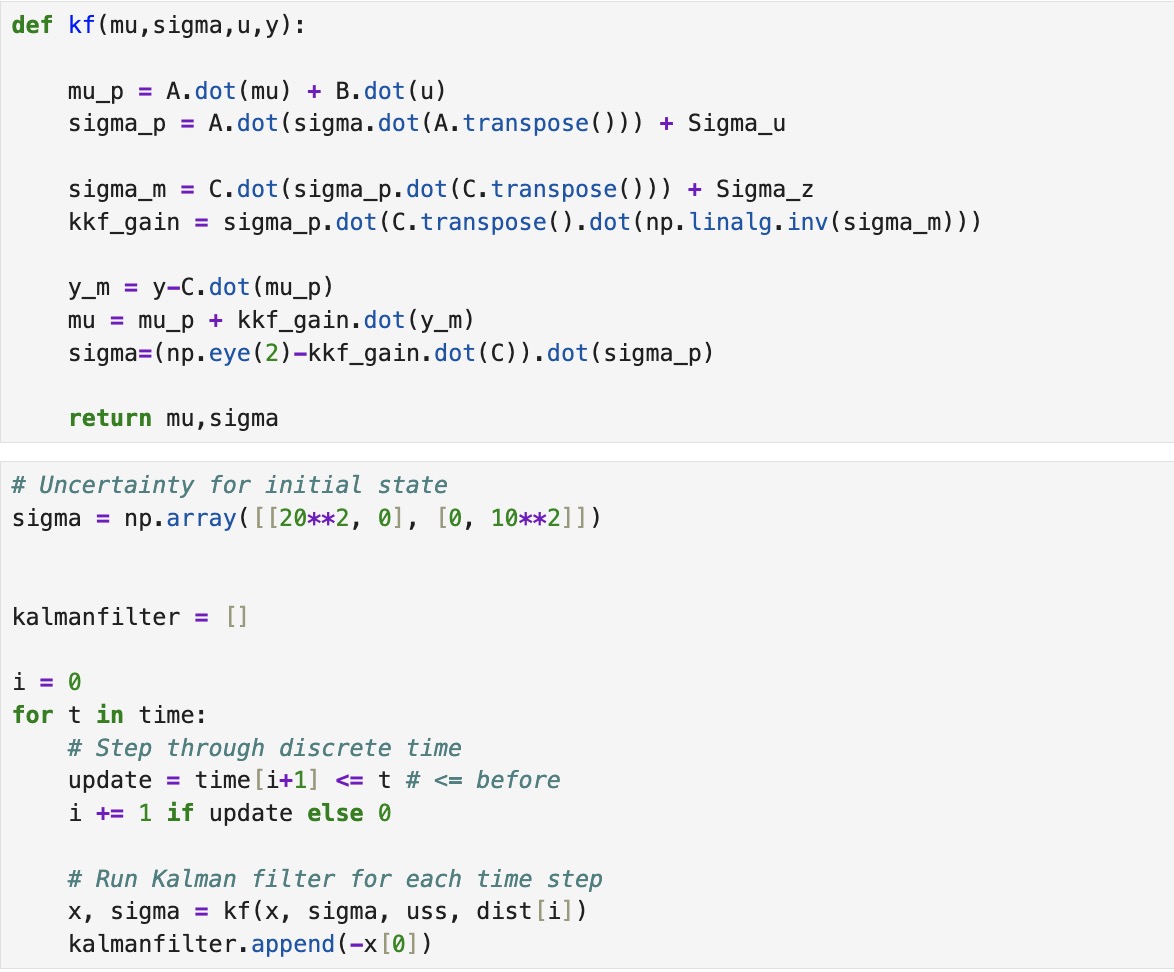 def kf(mu,sigma,u,y):
mu_p = A.dot(mu) + B.dot(u)
sigma_p = A.dot(sigma.dot(A.transpose())) + Sigma_u
sigma_m = C.dot(sigma_p.dot(C.transpose())) + Sigma_z
kkf_gain = sigma_p.dot(C.transpose().dot(np.linalg.inv(sigma_m)))
y_m = y-C.dot(mu_p)
mu = mu_p + kkf_gain.dot(y_m)
sigma=(np.eye(2)-kkf_gain.dot(C)).dot(sigma_p)
return mu,sigma
# Uncertainty for initial state
sigma = np.array([[20**2, 0], [0, 10**2]])
kalmanfilter = []
i = 0
for t in time:
# Step through discrete time
update = time[i+1] <= t # <= before
i += 1 if update else 0
# Run Kalman filter for each time step
x, sigma = kf(x, sigma, uss, dist[i])
kalmanfilter.append(-x[0])